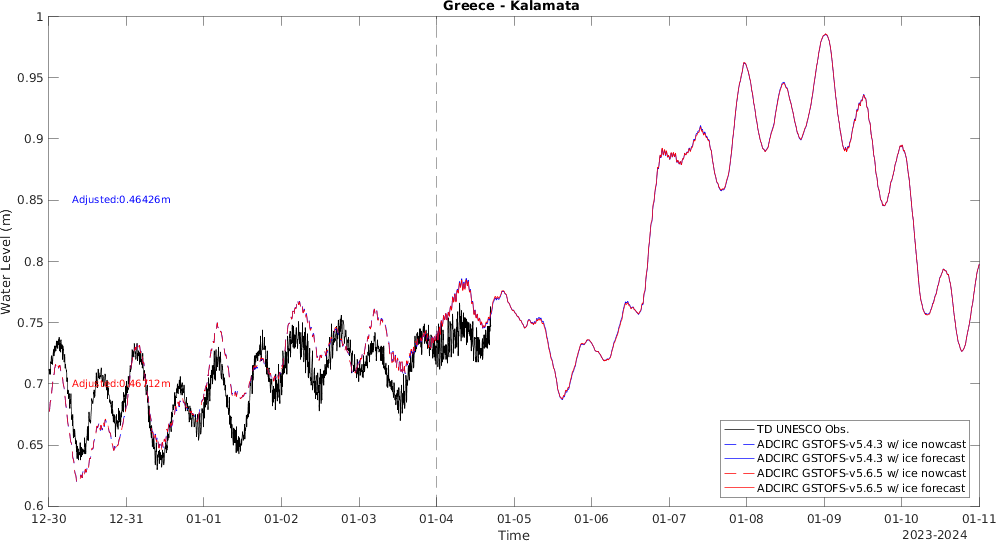 Greece - Kalamata
1
0.95
0.9
0.85
0.8
0.75
0.7
0.65
0.6
Water Level (m)
Adjusted:0.46426m
Adjusted:0.46712m
TD UNESCO Obs.
ADCIRC GSTOFS-v5.4.3 w/ ice nowcast
ADCIRC GSTOFS-v5.4.3 w/ ice forecast
ADCIRC GSTOFS-v5.6.5 w/ ice nowcast
ADCIRC GSTOFS-v5.6.5 w/ ice forecast
12-30 12-31 01-01 01-02 01-03 01-04 01-05 01-06 01-07 01-08 01-09 01-10 01-11
Time
2023-2024